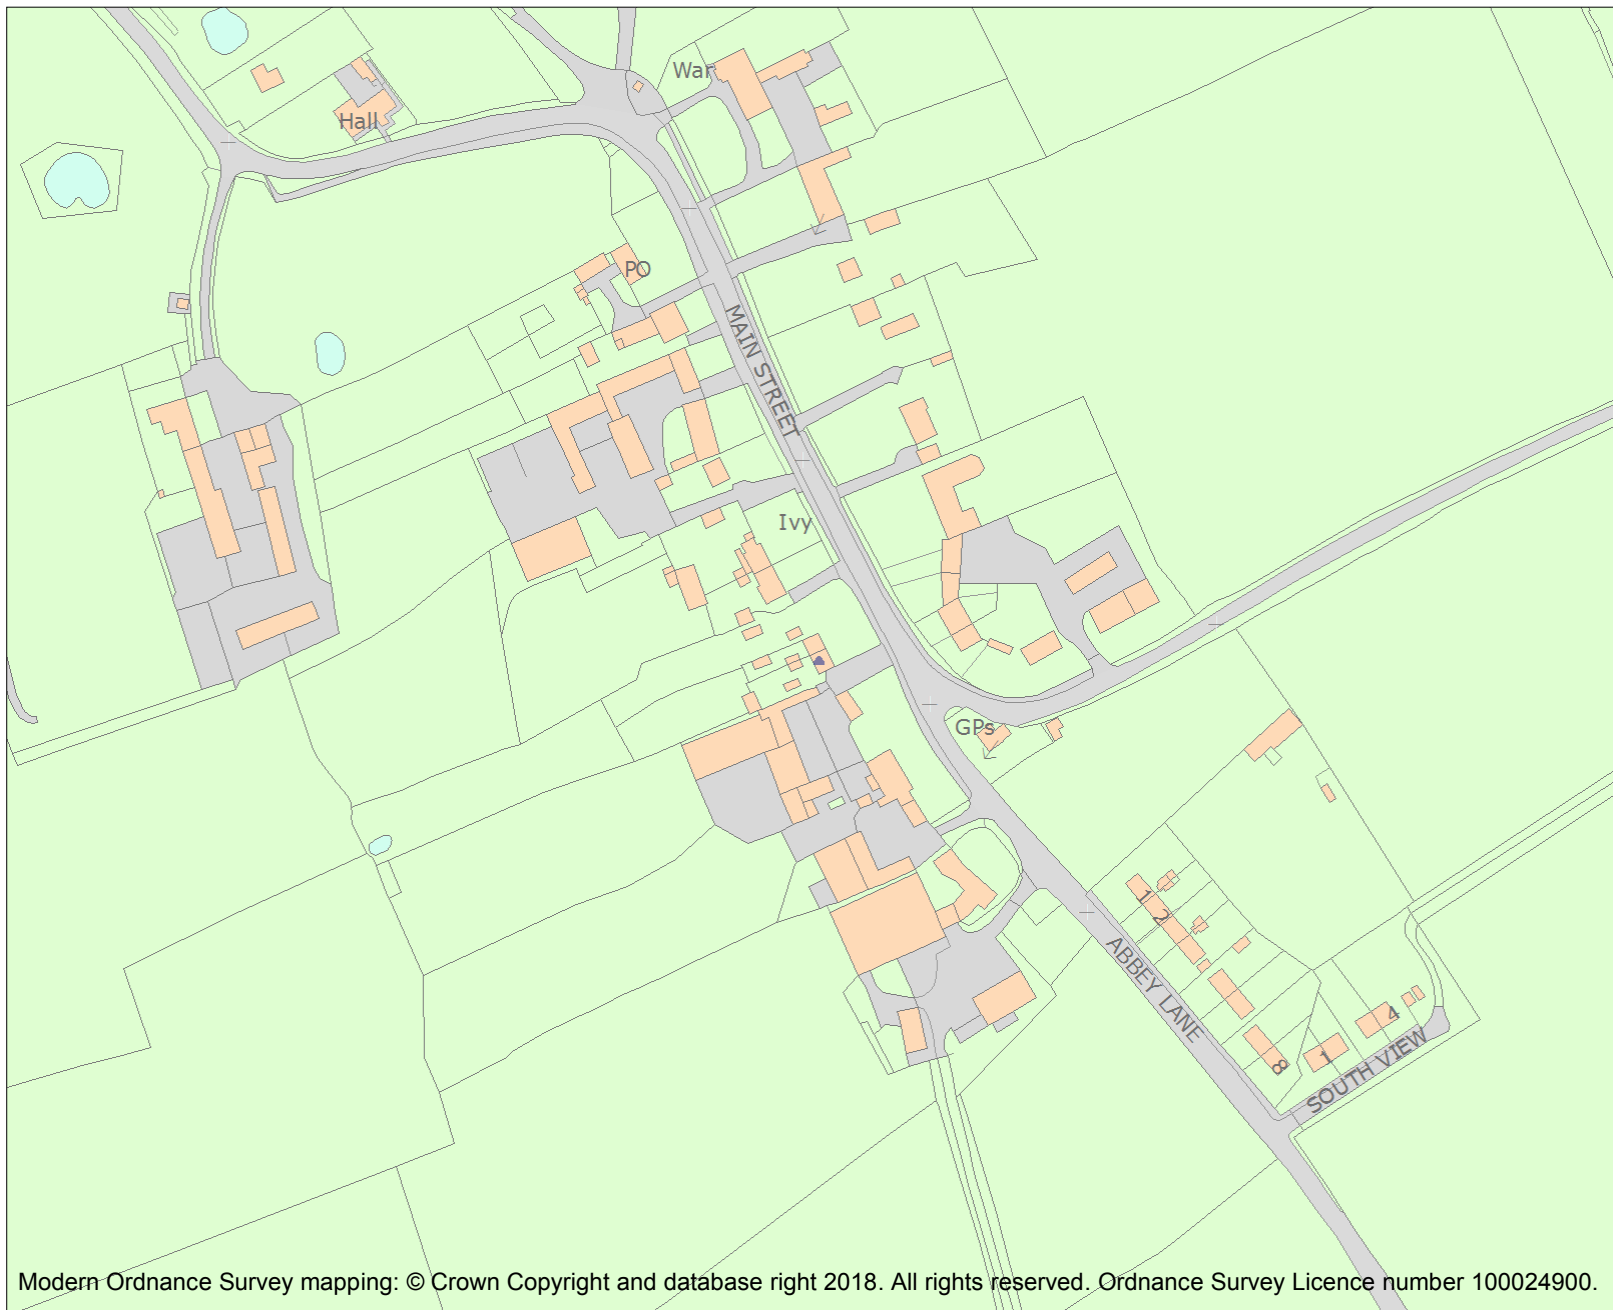 War
Hall
PO
MAIN STREET
Ivy
GPs
1
2
ABBEY LANE
4
1
8
SOUTH VIEW
Modern Ordnance Survey mapping: © Crown Copyright and database right 2018. All rights reserved. Ordnance Survey Licence number 100024900.